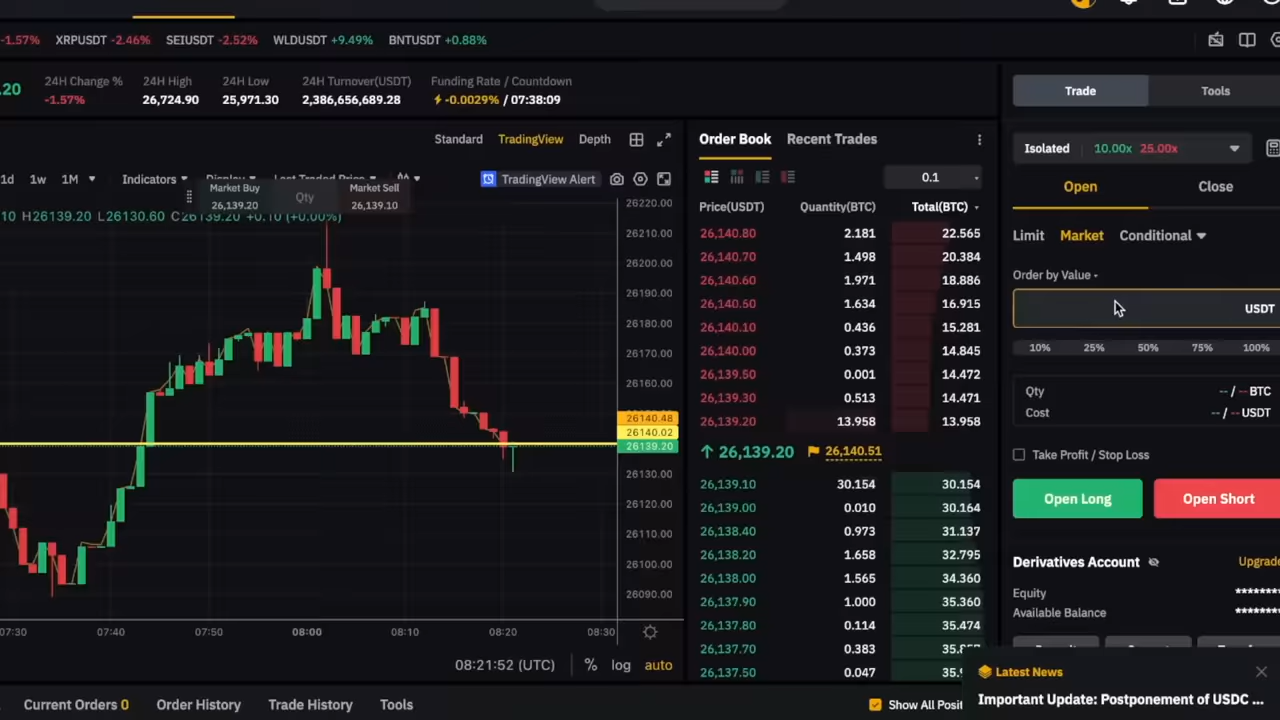 -1.57% XRPUSDT -2.46% SEIUSDT -2.52% WLDUSDT +9.49% BNTUSDT +0.88%
.20
24H Change % 24H High 24H Low 24H Turnover(USDT) Funding Rate / Countdown
-1.57% 26,724.90 25,971.30 2,386,656,689.28 -0.0029% / 07:38:09
Standard TradingView Depth
1d 1w 1M Indicators
TradingView Alert
Market Buy 26,139.20
Qty
Market Sell 26,139.10
10 H26139.20 L26130.60 C26139.20 +0.10 (+0.00%)
26220.00
26210.00
26200.00
26190.00
26180.00
26170.00
26160.00
26140.48
26140.02
26139.20
26130.00
26120.00
26110.00
26100.00
26090.00
07:30 07:40 07:50 08:00 08:10 08:20 08:30
08:21:52 (UTC) % log auto
Order Book Recent Trades
0.1
Price(USDT) Quantity(BTC) Total(BTC)
26,140.80 2.181 22.565
26,140.70 1.498 20.384
26,140.60 1.971 18.886
26,140.50 1.634 16.915
26,140.10 0.436 15.281
26,140.00 0.373 14.845
26,139.50 0.001 14.472
26,139.30 0.513 14.471
26,139.20 13.958 13.958
↑ 26,139.20 26,140.51
26,139.10 30.154 30.154
26,139.00 0.010 30.164
26,138.40 0.973 31.137
26,138.20 1.658 32.795
26,138.00 1.565 34.360
26,137.90 1.000 35.360
26,137.80 0.114 35.474
26,137.70 0.383
26,137.50 0.047
Trade Tools
Isolated 10.00x 25.00x
Open Close
Limit Market Conditional
Order by Value
USDT
10% 25% 50% 75% 100%
Qty -- / -- BTC
Cost -- / -- USDT
Take Profit / Stop Loss
Open Long Open Short
Derivatives Account Upgrade
Equity *******
Available Balance *******
Latest News
Important Update: Postponement of USDC ...
Current Orders 0 Order History Trade History Tools Show All